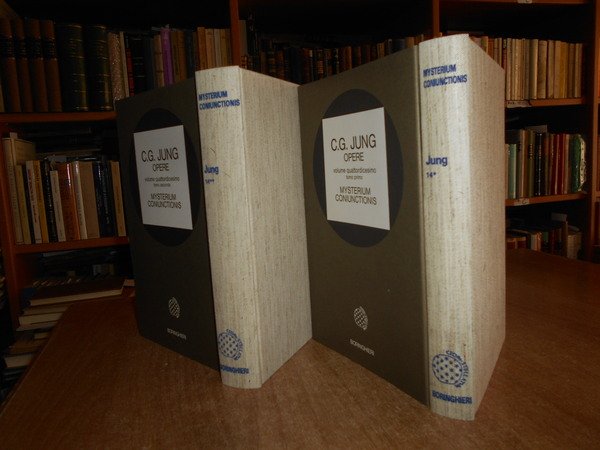 C.G. JUNG
OPERE
volume quattordicesimo
tomo secondo
MYSTERIUM
CONIUNCTIONIS
BORINGHIERI
MYSTERIUM
CONIUNCTIONIS
Jung
14**
BORINGHIERI
C.G. JUNG
OPERE
volume quattordicesimo
tomo primo
MYSTERIUM
CONIUNCTIONIS
BORINGHIERI
MYSTERIUM
CONIUNCTIONIS
Jung
14*
BORINGHIERI